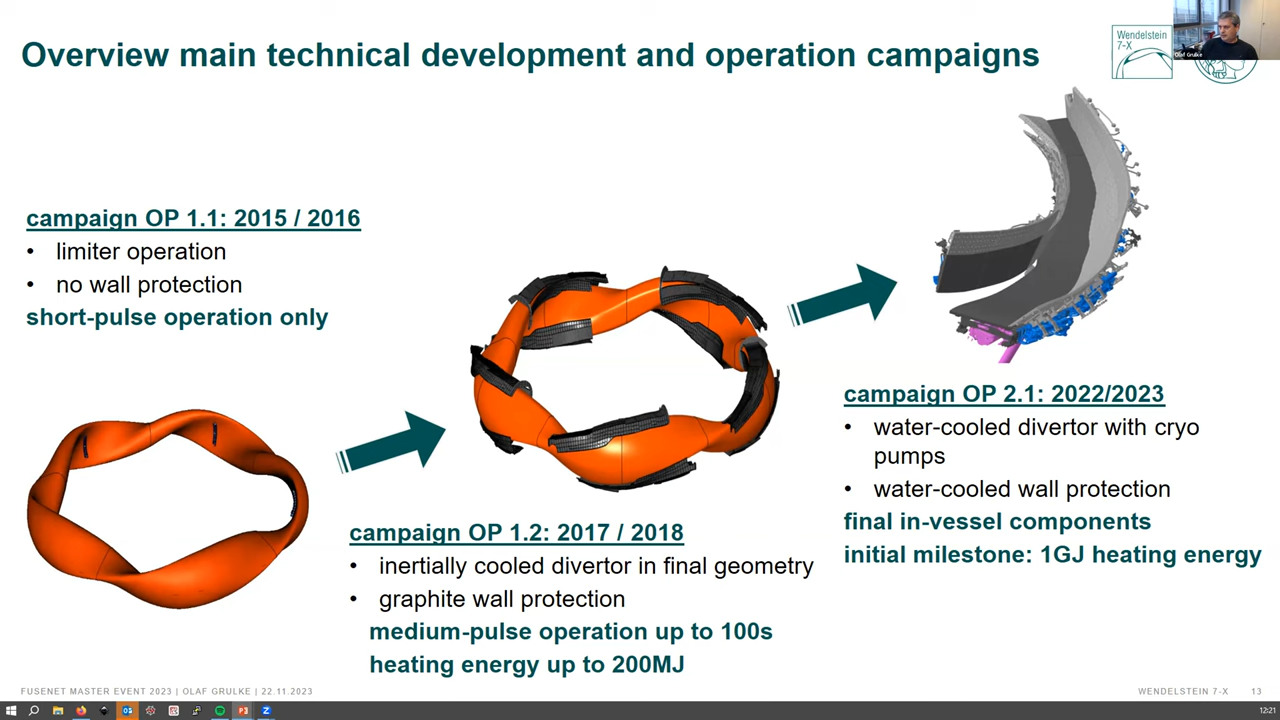 Overview main technical development and operation campaigns
Wendelstein
7-X
Olaf Grulke
campaign OP 1.1: 2015 / 2016
• limiter operation
• no wall protection
short-pulse operation only
campaign OP 1.2: 2017 / 2018
• inertially cooled divertor in final geometry
• graphite wall protection
medium-pulse operation up to 100s
heating energy up to 200MJ
campaign OP 2.1: 2022/2023
• water-cooled divertor with cryo
pumps
• water-cooled wall protection
final in-vessel components
initial milestone: 1GJ heating energy
FUSENET MASTER EVENT 2023 | OLAF GRULKE | 22.11.2023
WENDELSTEIN 7-X
13
12:21